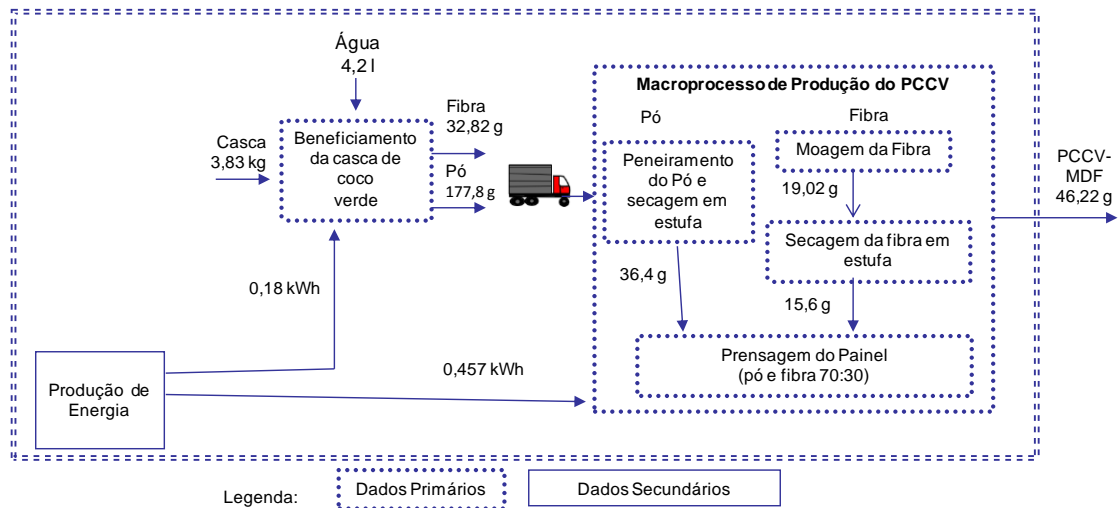 Água
4,2 l
Casca
3,83 kg
Beneficiamento
da casca de
coco
verde
Fibra
32,82 g
Pó
177,8 g
0,18 kWh
Produção de
Energia
0,457 kWh
Macroprocesso de Produção do PCCV
Pó
Peneiramento
do Pó e
secagem em
estufa
36,4 g
Fibra
Moagem da Fibra
19,02 g
Secagem da fibra em
estufa
15,6 g
Prensagem do Painel
(pó e fibra 70:30)
PCCV-
MDF
46,22 g
Legenda:
Dados Primários
Dados Secundários